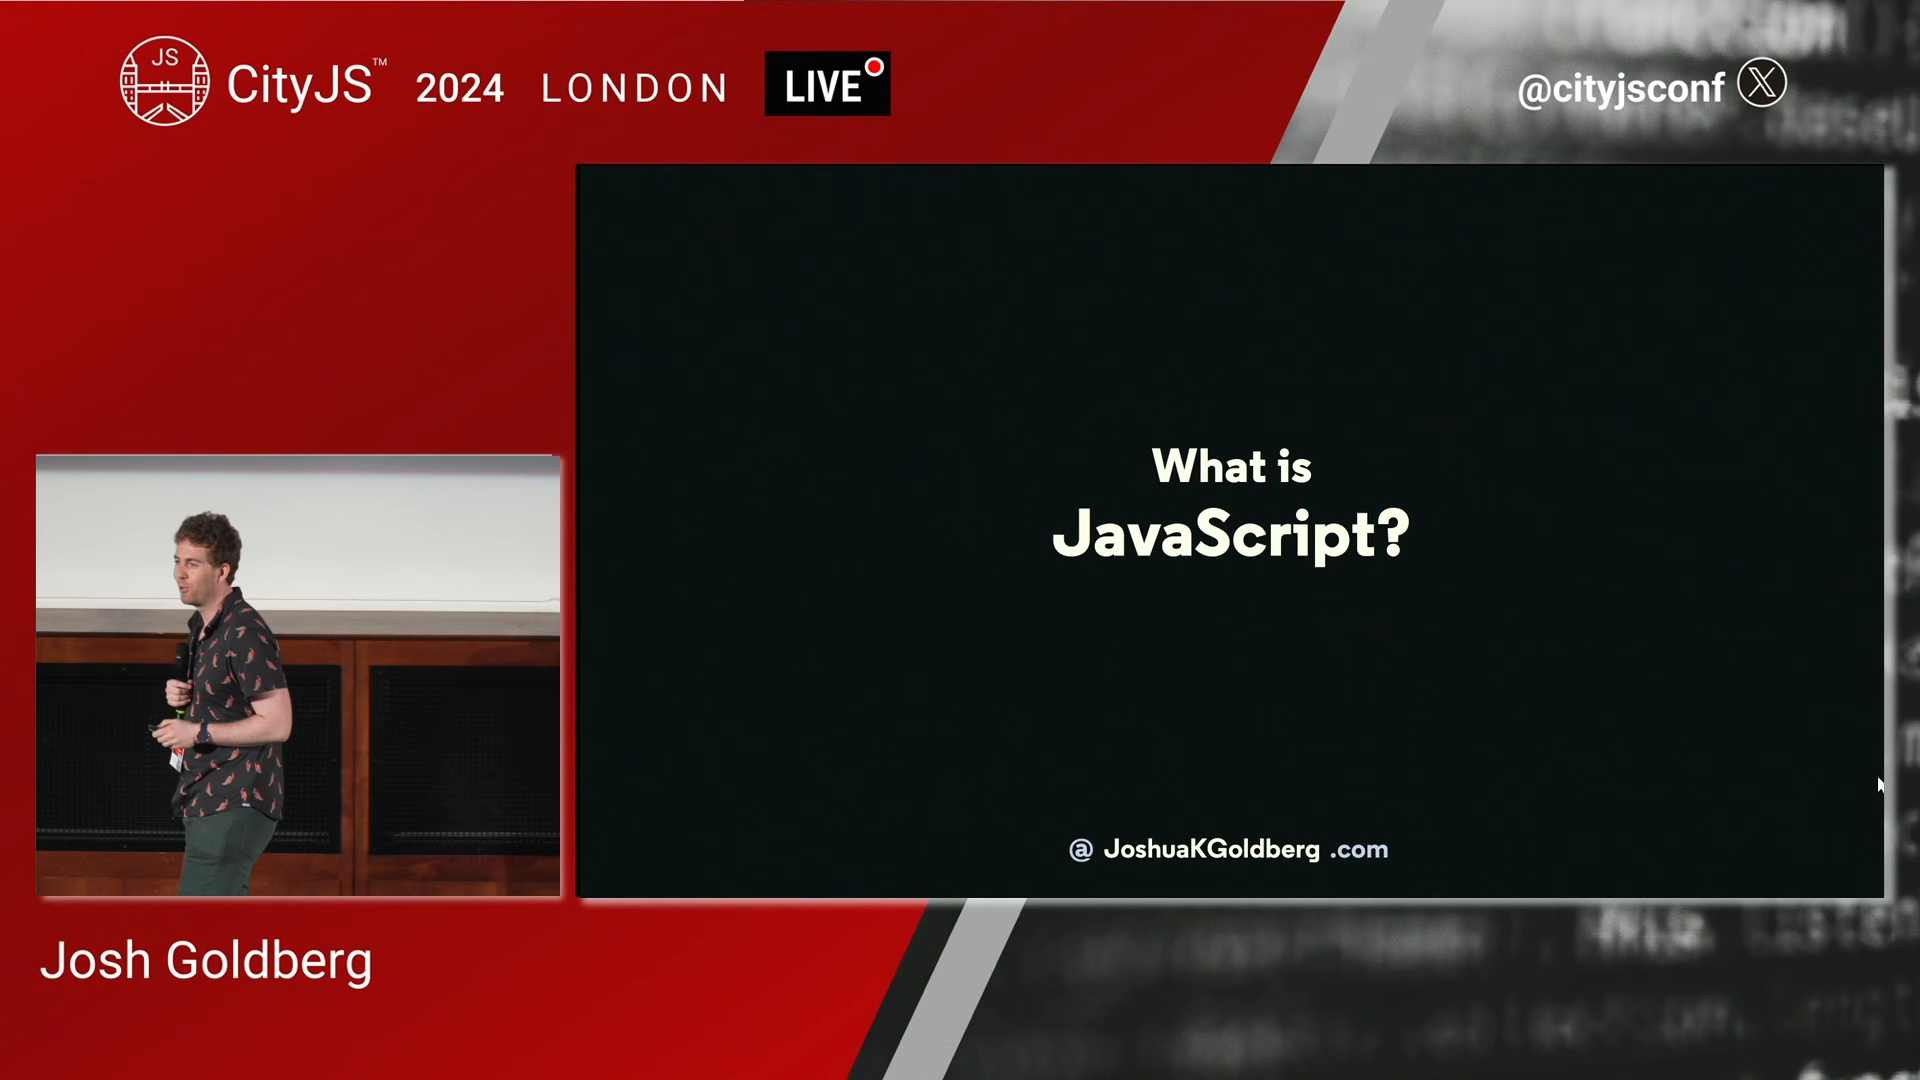 JS
CityJS™ 2024 LONDON LIVE
@cityjsconf X
What is
JavaScript?
@ JoshuaKGoldberg .com
Josh Goldberg